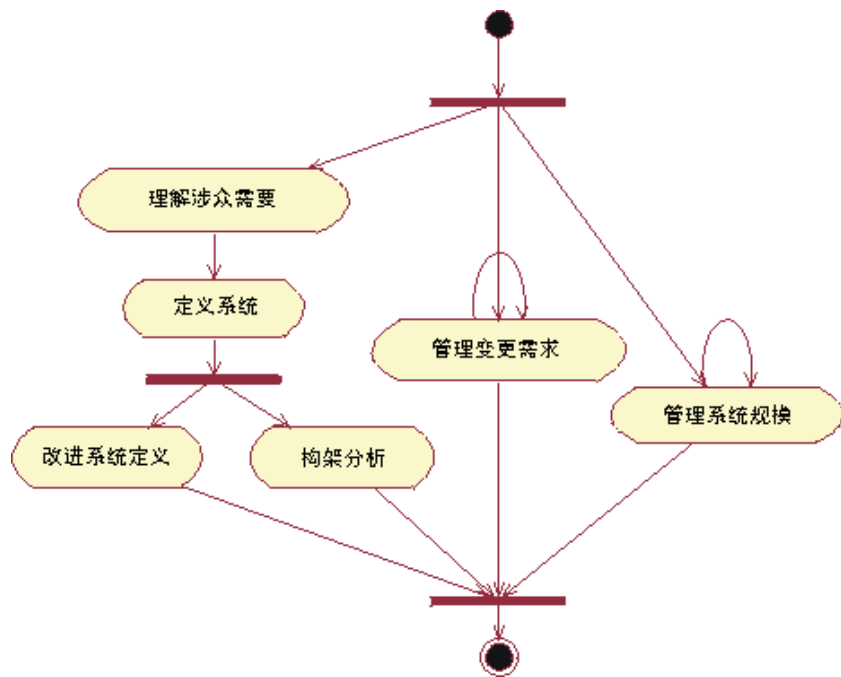 理解涉众需要
定义系统
管理变更需求
管理系统规模
改进系统定义
构架分析